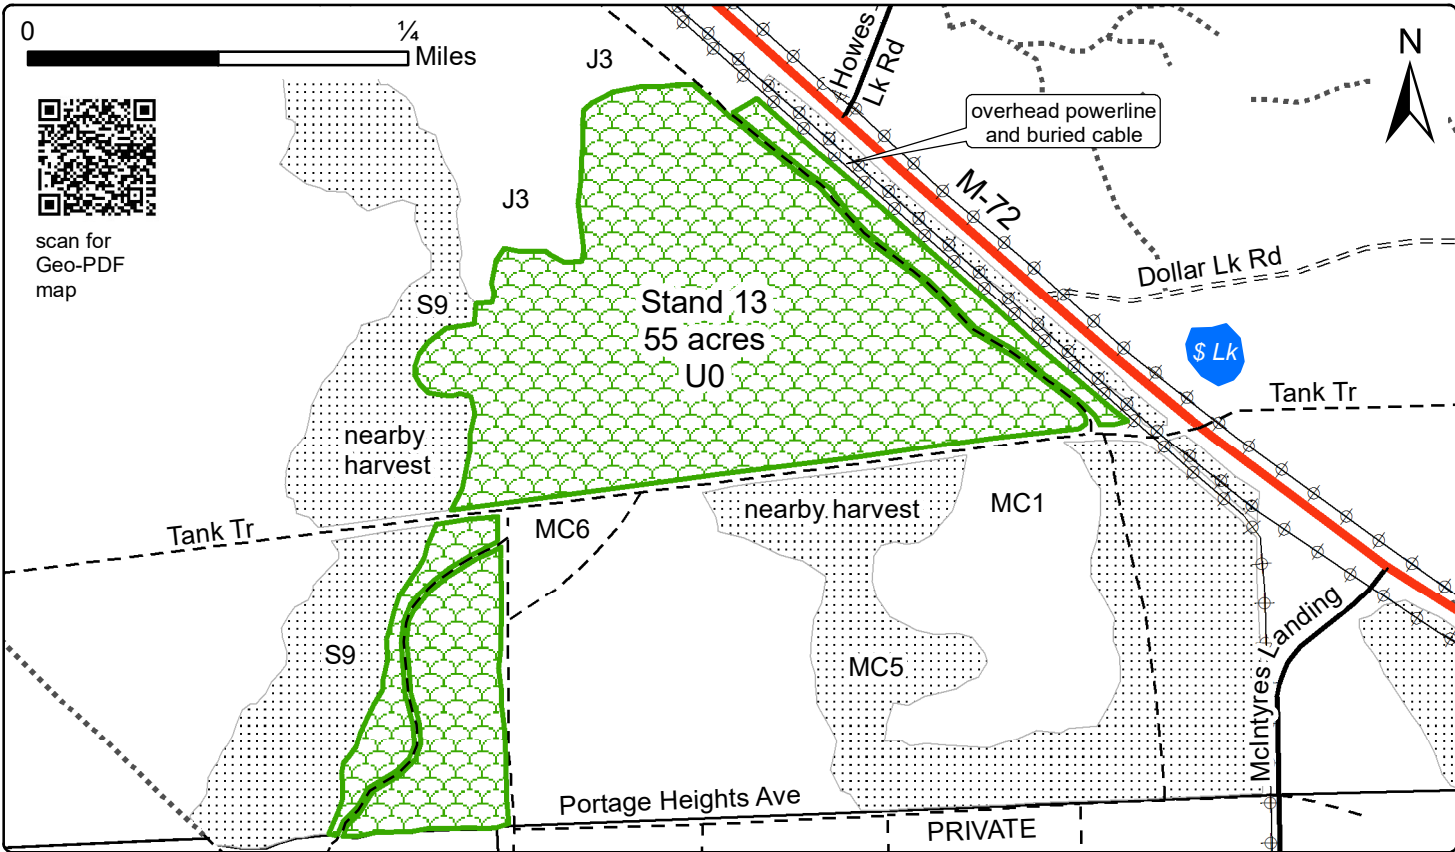 0
¼
Miles
N
scan for
Geo-PDF
map
J3
Howes
Lk Rd
overhead powerline
and buried cable
J3
M-72
Dollar Lk Rd
S9
Stand 13
55 acres
U0
$ Lk
Tank Tr
nearby
harvest
nearby harvest
MC1
Tank Tr
MC6
S9
MC5
McIntyres Landing
Portage Heights Ave
PRIVATE